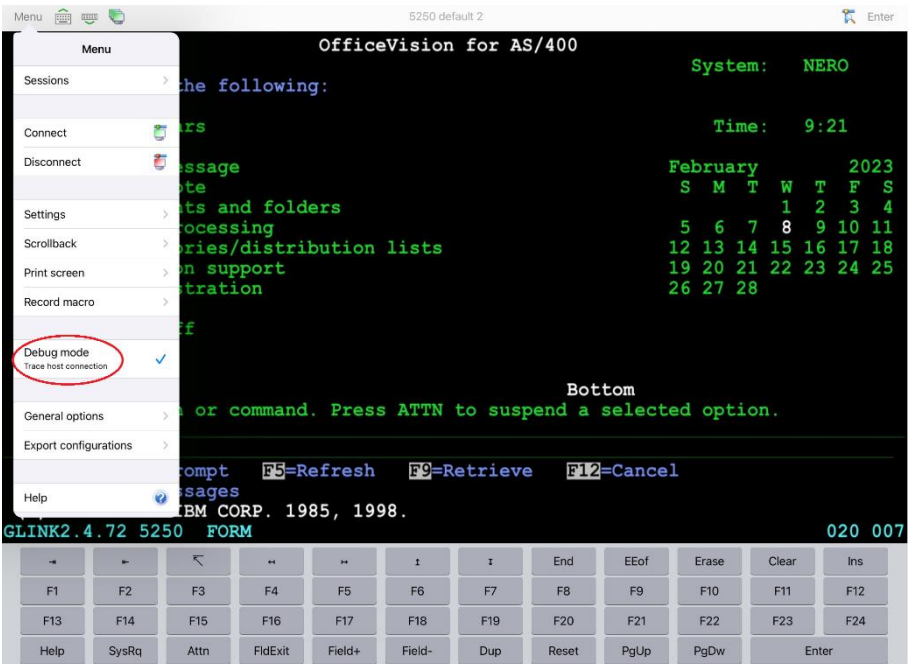 Menu
5250 default 2
Enter
Menu
Sessions
Connect
Disconnect
Settings
Scrollback
Print screen
Record macro
Debug mode
Trace host connection
General options
Export configurations
Help
OfficeVision for AS/400
System: NERO
the following:
Time: 9:21
February 2023
S M T W T F S
1 2 3 4
5 6 7 8 9 10 11
12 13 14 15 16 17 18
19 20 21 22 23 24 25
26 27 28
rs
essage
ote
ts and folders
ocessing
ories/distribution lists
on support
tration
ff
Bottom
or command. Press ATTN to suspend a selected option.
ompt F5=Refresh F9=Retrieve F12=Cancel
ssages
IBM CORP. 1985, 1998.
GLINK2.4.72 5250 FORM 020 007
End EEof Erase Clear Ins
F1 F2 F3 F4 F5 F6 F7 F8 F9 F10 F11 F12
F13 F14 F15 F16 F17 F18 F19 F20 F21 F22 F23 F24
Help SysRq Attn FldExit Field+ Field- Dup Reset PgUp PgDw Enter